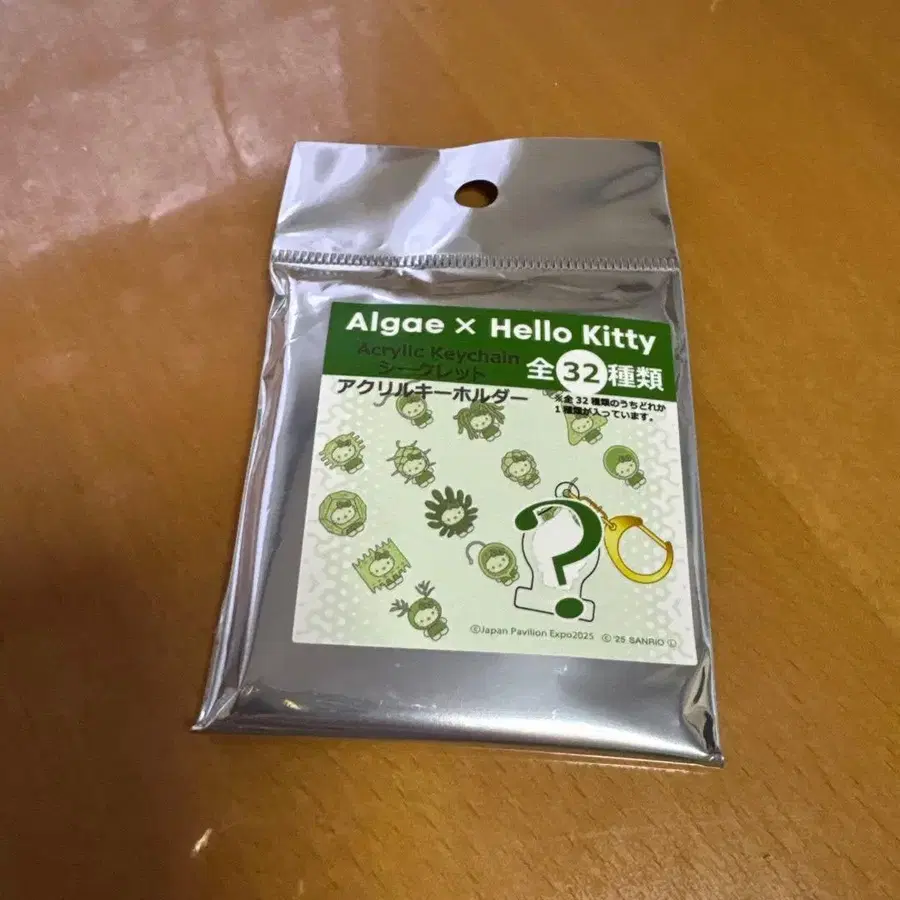 Algae × Hello Kitty
Acrylic Keychain
シークレット
アクリルキーホルダー
全32種類
※全32種類のうちどれか
1種類が入っています。
?
©Japan Pavilion Expo2025 © '25 SANRIO Ⓛ